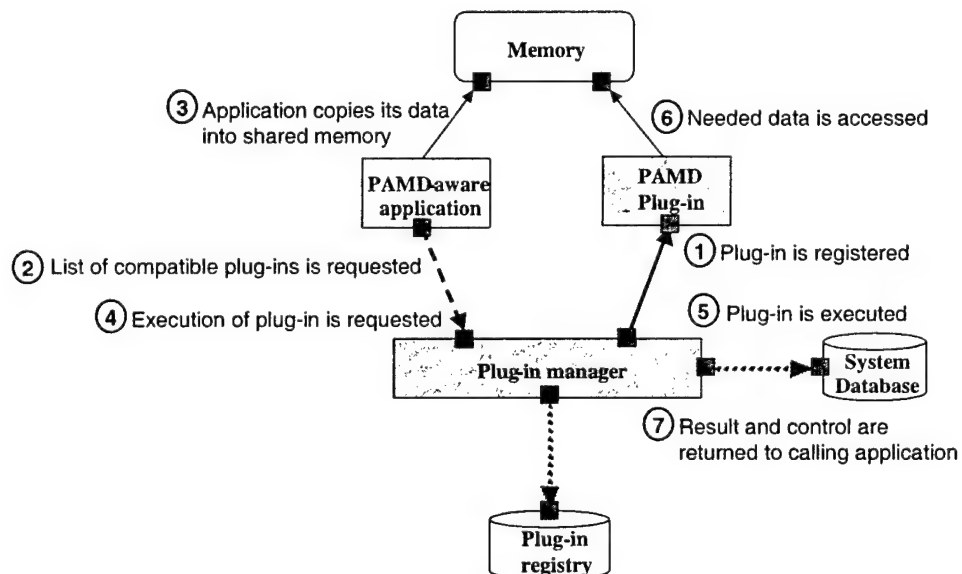 Memory
③ Application copies its data
into shared memory
⑥ Needed data is accessed
PAMD-aware
application
PAMD
Plug-in
① Plug-in is registered
② List of compatible plug-ins is requested
④ Execution of plug-in is requested
⑤ Plug-in is executed
Plug-in manager
System
Database
⑦ Result and control are
returned to calling application
Plug-in
registry